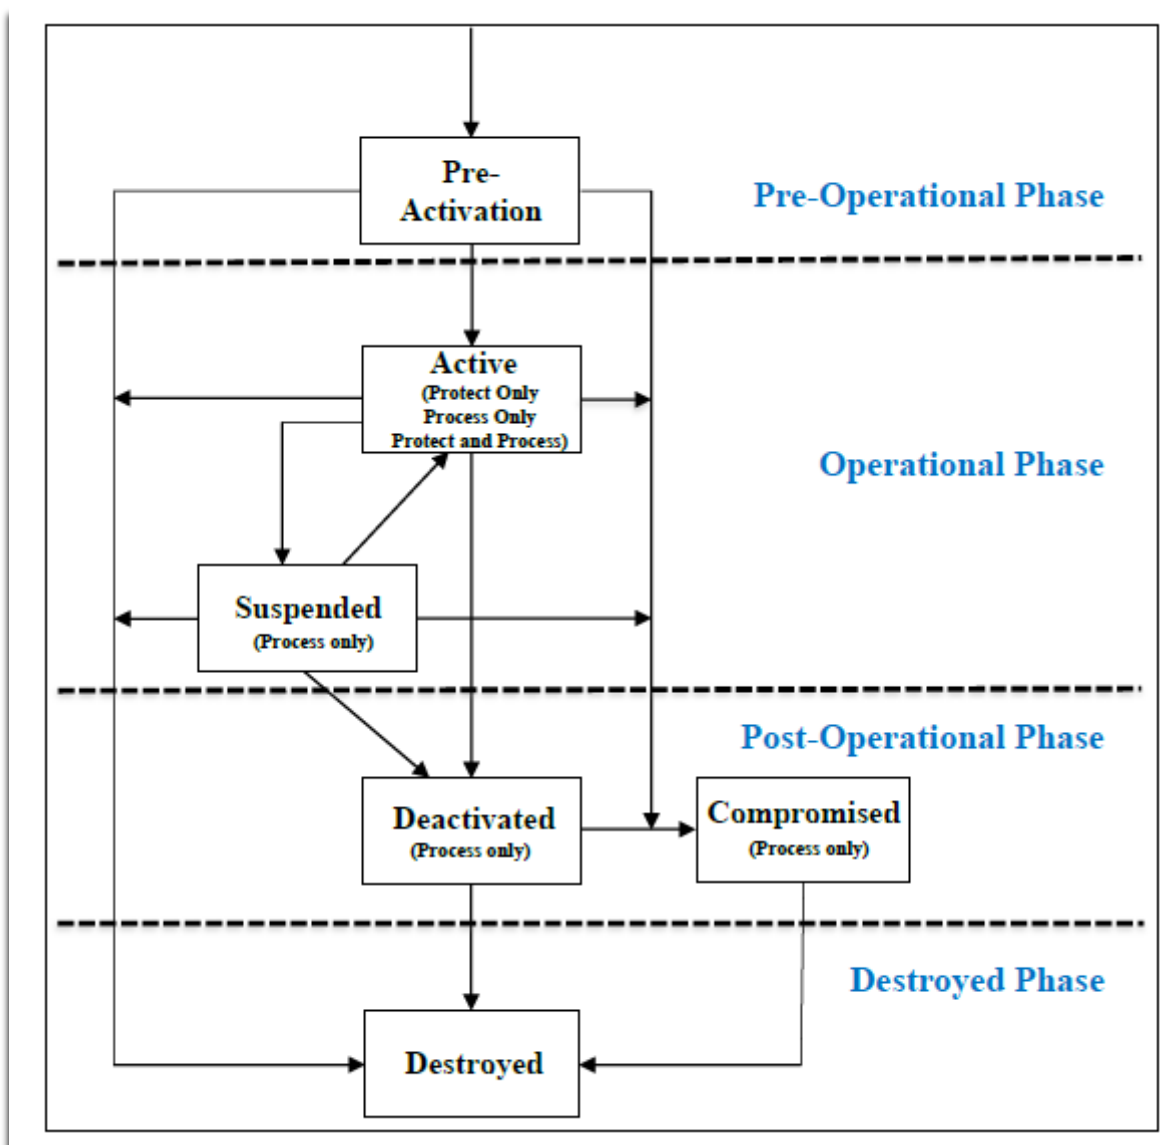 Pre-
Activation
Pre-Operational Phase
Active
(Protect Only
Process Only
Protect and Process)
Operational Phase
Suspended
(Process only)
Post-Operational Phase
Deactivated
(Process only)
Compromised
(Process only)
Destroyed Phase
Destroyed